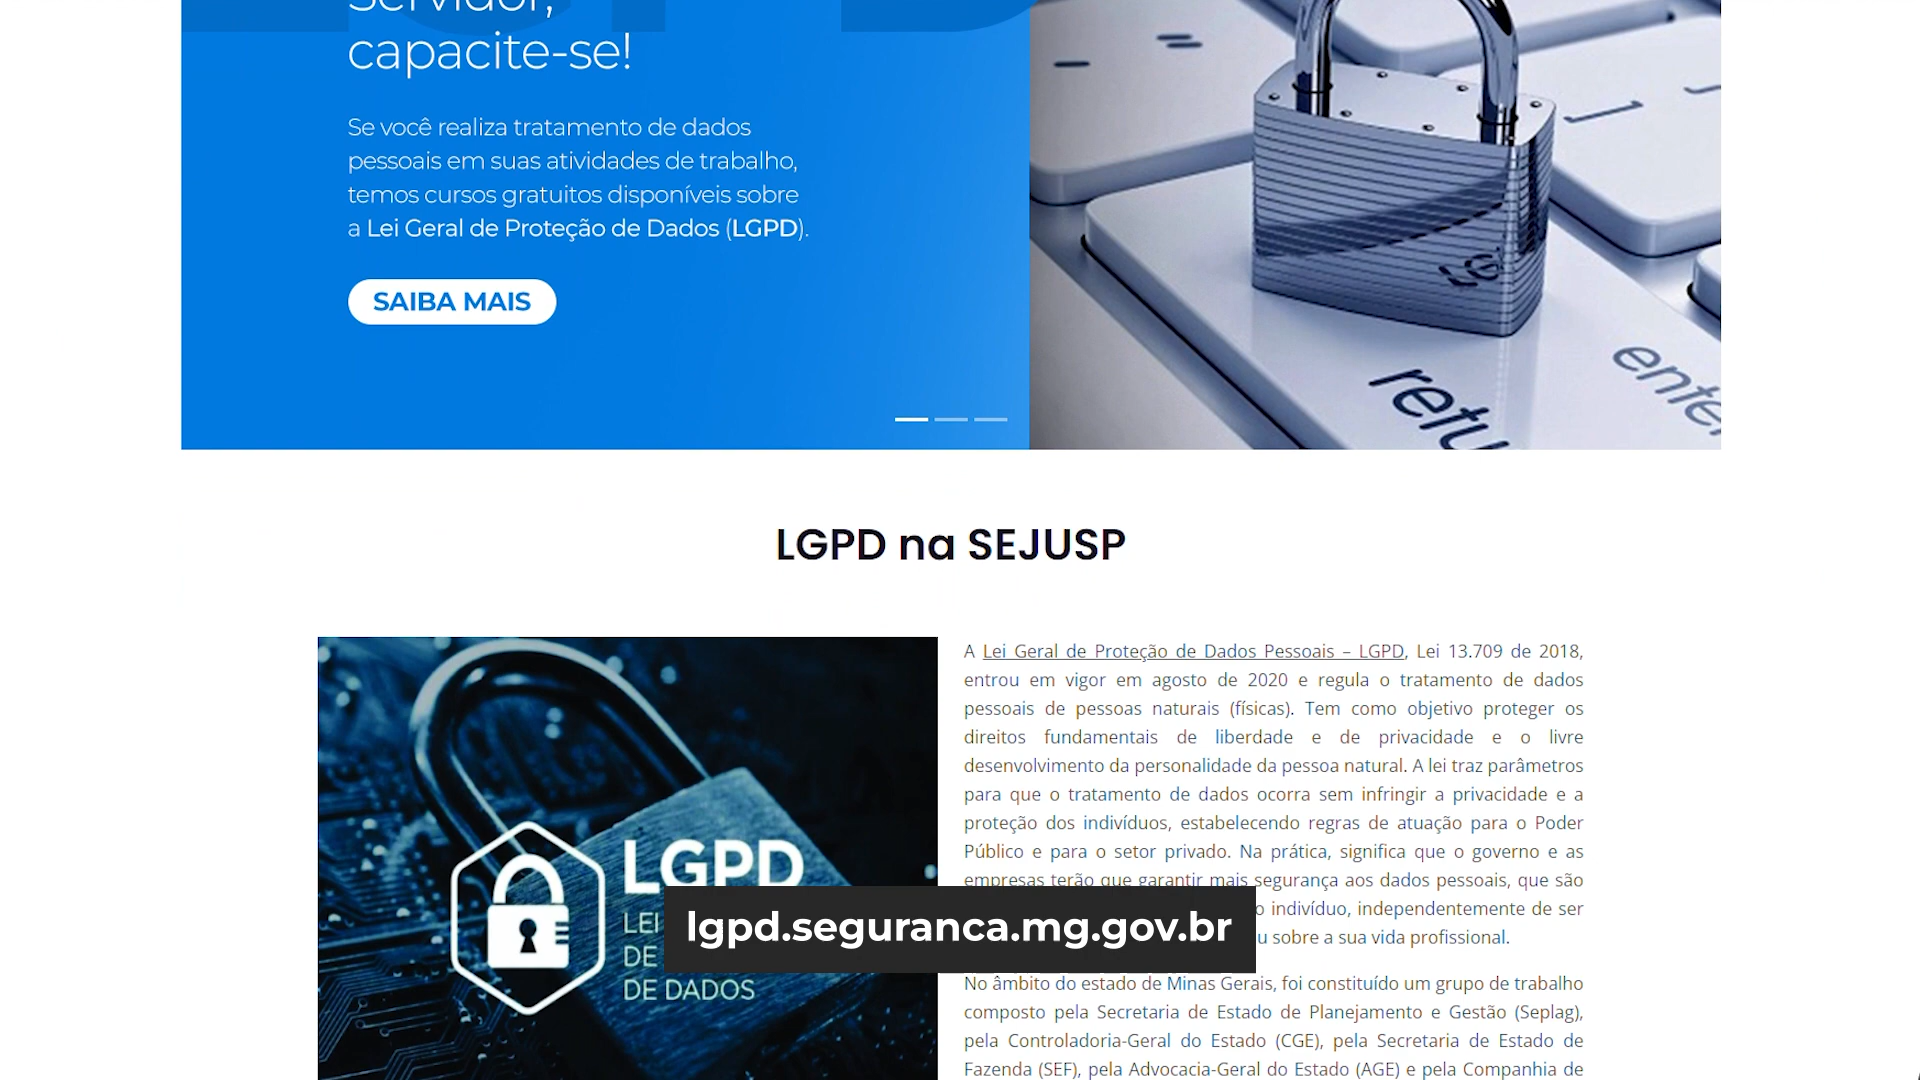 Servidor,
capacite-se!
Se você realiza tratamento de dados
pessoais em suas atividades de trabalho,
temos cursos gratuitos disponíveis sobre
a Lei Geral de Proteção de Dados (LGPD).
SAIBA MAIS
enter
LGPD na SEJUSP
A Lei Geral de Proteção de Dados Pessoais – LGPD, Lei 13.709 de 2018,
entrou em vigor em agosto de 2020 e regula o tratamento de dados
pessoais de pessoas naturais (físicas). Tem como objetivo proteger os
direitos fundamentais de liberdade e de privacidade e o livre
desenvolvimento da personalidade da pessoa natural. A lei traz parâmetros
para que o tratamento de dados ocorra sem infringir a privacidade e a
proteção dos indivíduos, estabelecendo regras de atuação para o Poder
Público e para o setor privado. Na prática, significa que o governo e as
empresas terão que garantir mais segurança aos dados pessoais, que são
indivíduo, independentemente de ser
sobre a sua vida profissional.
No âmbito do estado de Minas Gerais, foi constituído um grupo de trabalho
composto pela Secretaria de Estado de Planejamento e Gestão (Seplag),
pela Controladoria-Geral do Estado (CGE), pela Secretaria de Estado de
Fazenda (SEF), pela Advocacia-Geral do Estado (AGE) e pela Companhia de
LGPD
LEI
DE
DE DADOS
lgpd.seguranca.mg.gov.br